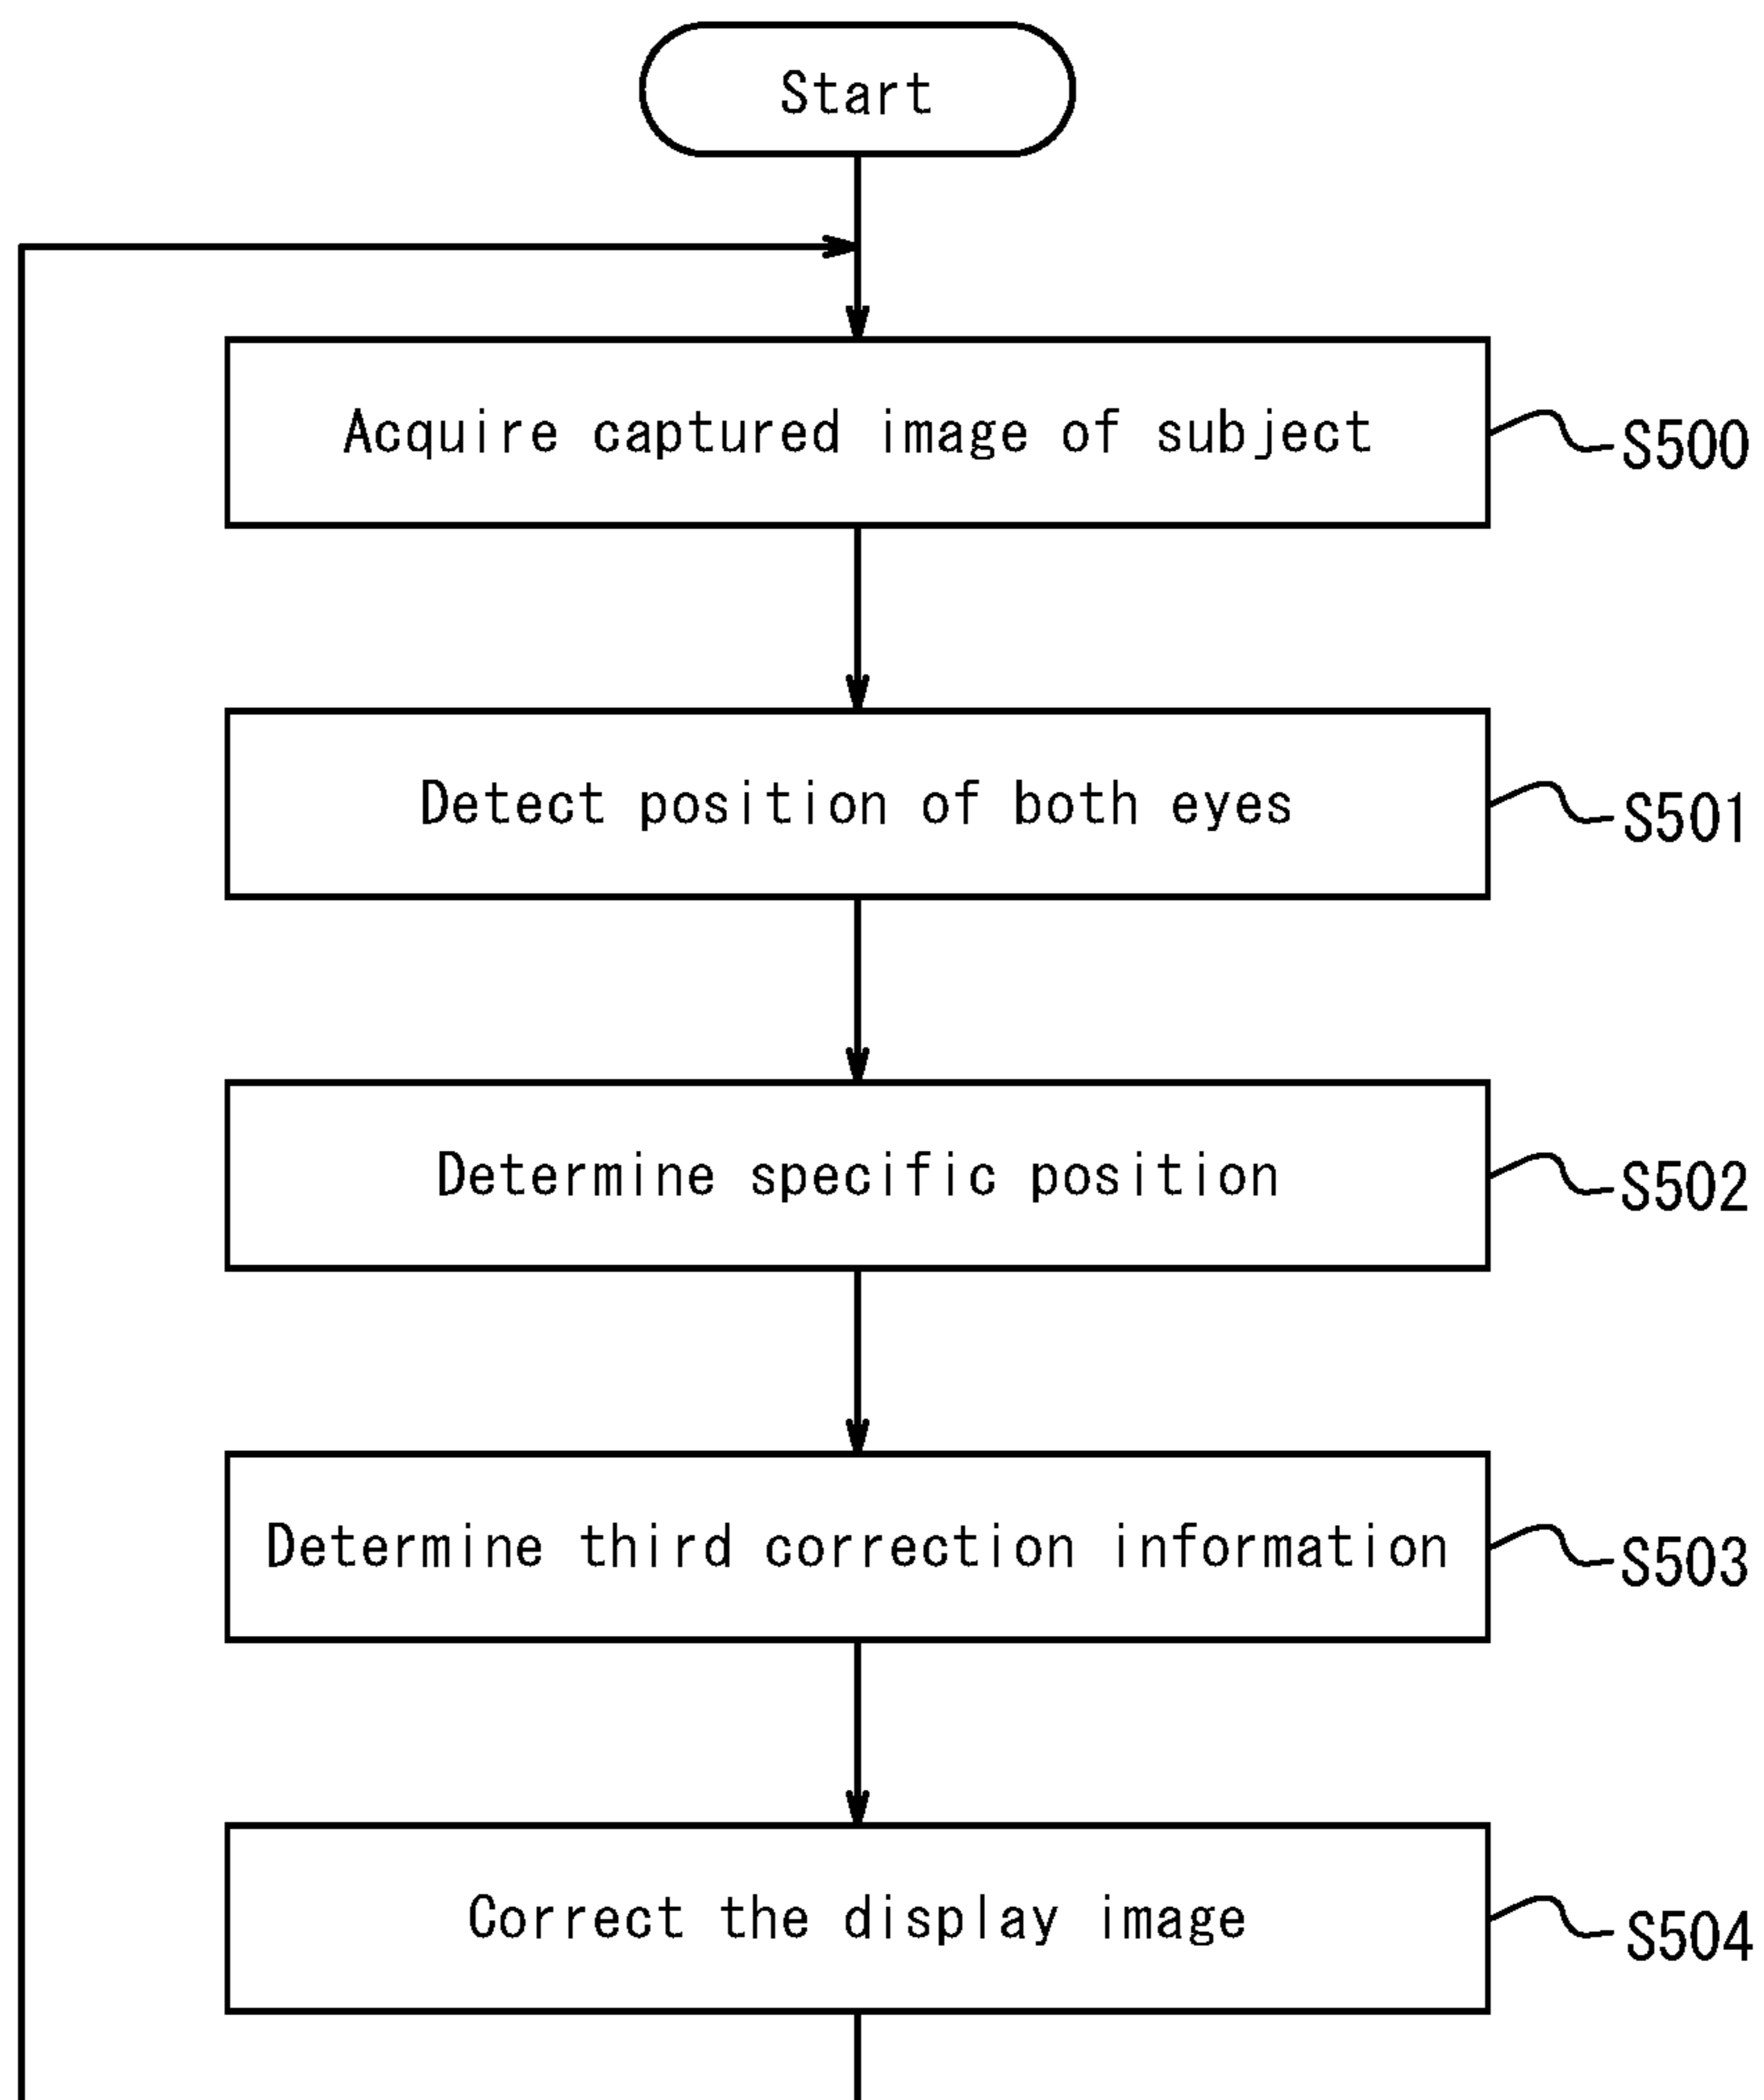 Start
Acquire captured image of subject
S500
Detect position of both eyes
S501
Determine specific position
S502
Determine third correction information
S503
Correct the display image
S504